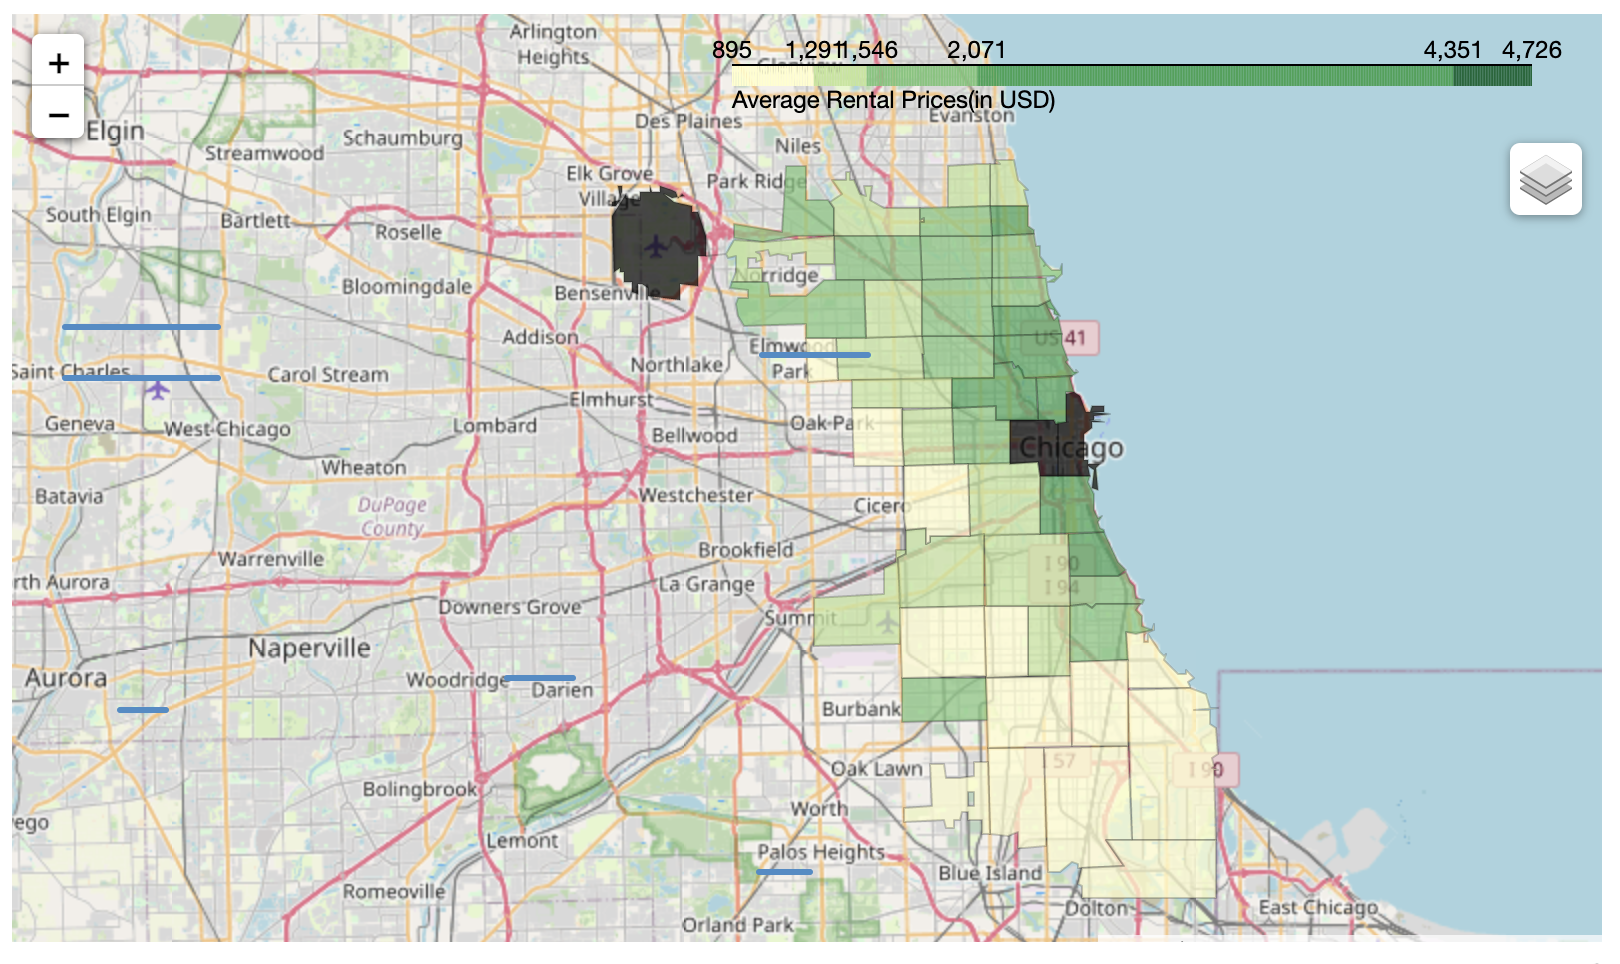 +
−
895 1,291 1,546 2,071 4,351 4,726
Average Rental Prices(in USD)
Arlington
Heights
Glenview
Evanston
Des Plaines
Elgin
Schaumburg
Streamwood
Niles
Elk Grove
Village
Park Ridge
South Elgin
Bartlett
Roselle
Norridge
Bloomingdale
Bensenville
Addison
Elmwood
Park
US 41
Northlake
Saint Charles
Carol Stream
Elmhurst
Geneva
West Chicago
Lombard
Bellwood
Oak Park
Chicago
Wheaton
Batavia
DuPage
County
Westchester
Cicero
Warrenville
Brookfield
I 90
I 94
rth Aurora
La Grange
Downers Grove
Summit
Naperville
Aurora
Woodridge
Darien
Burbank
Oak Lawn
I 57
I 90
Bolingbrook
Worth
ego
Lemont
Palos Heights
Blue Island
Romeoville
Dolton
East Chicago
Orland Park